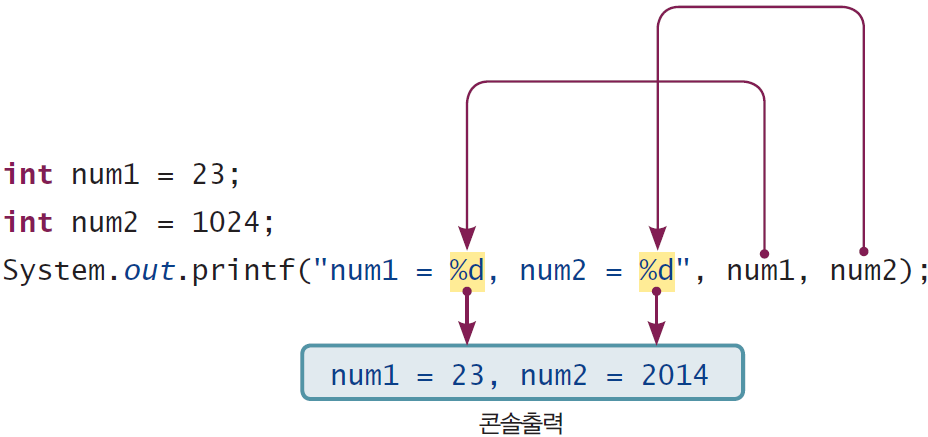 int num1 = 23;
int num2 = 1024;
System.out.printf("num1 = %d, num2 = %d", num1, num2);
num1 = 23, num2 = 2014
콘솔출력